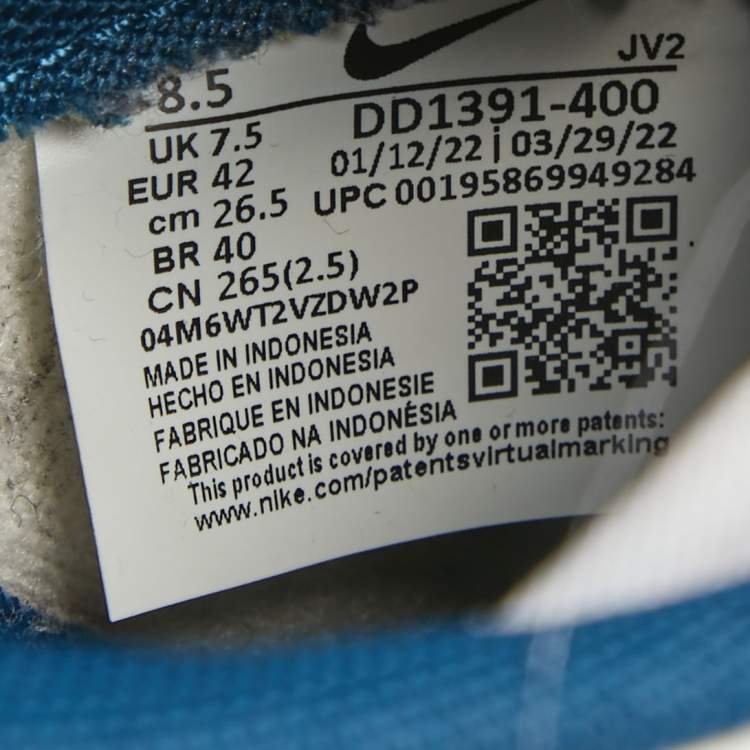 JV2
8.5
DD1391-400
UK 7.5
01/12/22 | 03/29/22
EUR 42
UPC 00195869949284
cm 26.5
BR 40
CN 265(2.5)
04M6WT2VZDW2P
MADE IN INDONESIA
HECHO EN INDONESIA
FABRIQUE EN INDONESIE
FABRICADO NA INDONÉSIA
This product is covered by one or more patents:
www.nike.com/patentsvirtualmarking